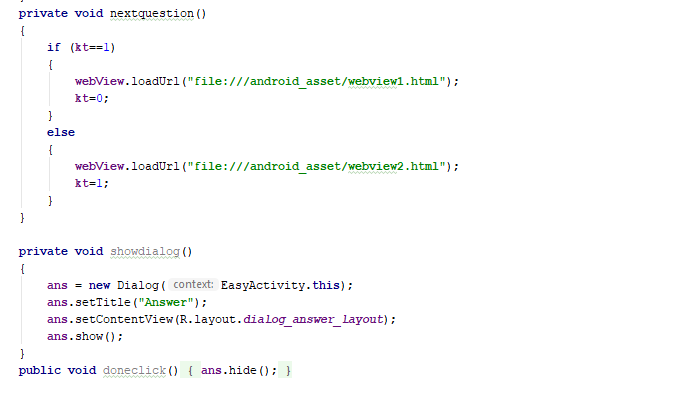 private void nextquestion()
{
    if (kt==1)
    {
        webView.loadUrl("file:///android_asset/webview1.html");
        kt=0;
    }
    else
    {
        webView.loadUrl("file:///android_asset/webview2.html");
        kt=1;
    }
}

private void showdialog()
{
    ans = new Dialog( context: EasyActivity.this);
    ans.setTitle("Answer");
    ans.setContentView(R.layout.dialog_answer_layout);
    ans.show();
}
public void doneclick() { ans.hide(); }